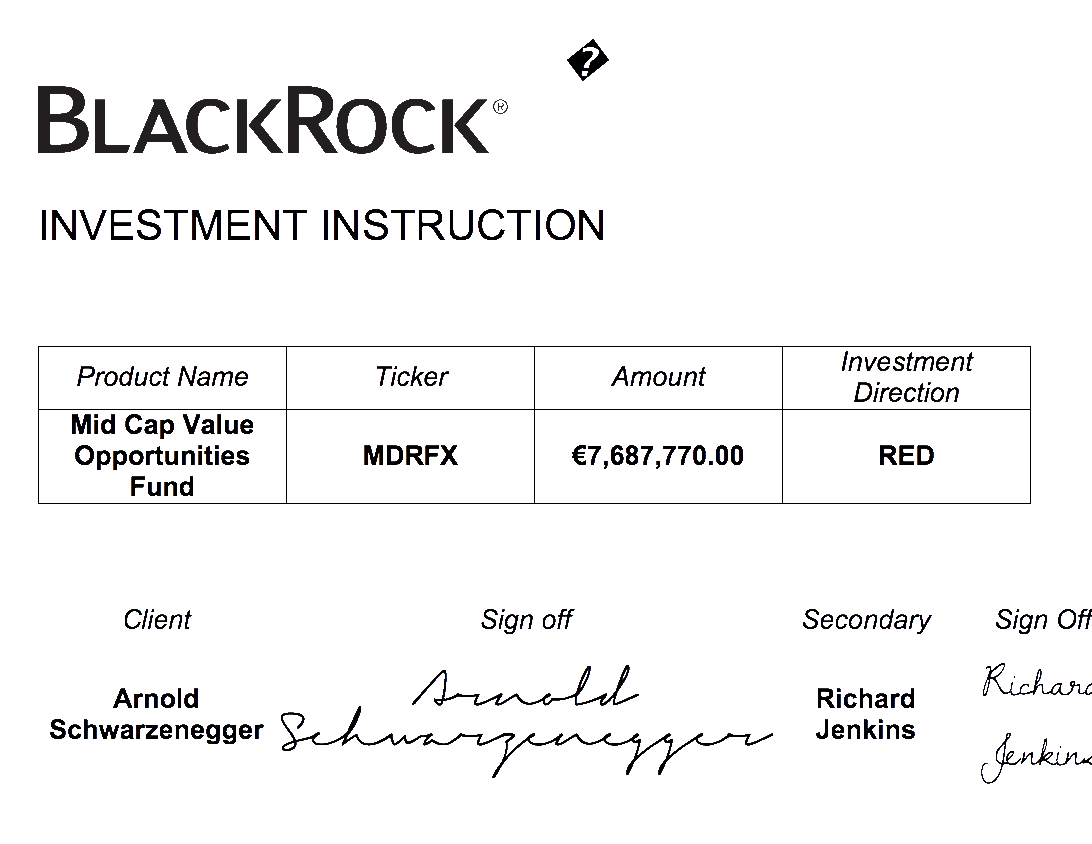 BLACKROCK®
INVESTMENT INSTRUCTION
Product Name Ticker Amount Investment Direction
Mid Cap Value Opportunities Fund MDRFX €7,687,770.00 RED
Client Sign off Secondary Sign Off
Arnold Schwarzenegger Arnold Schwarzenegger Richard Jenkins Richard Jenkins